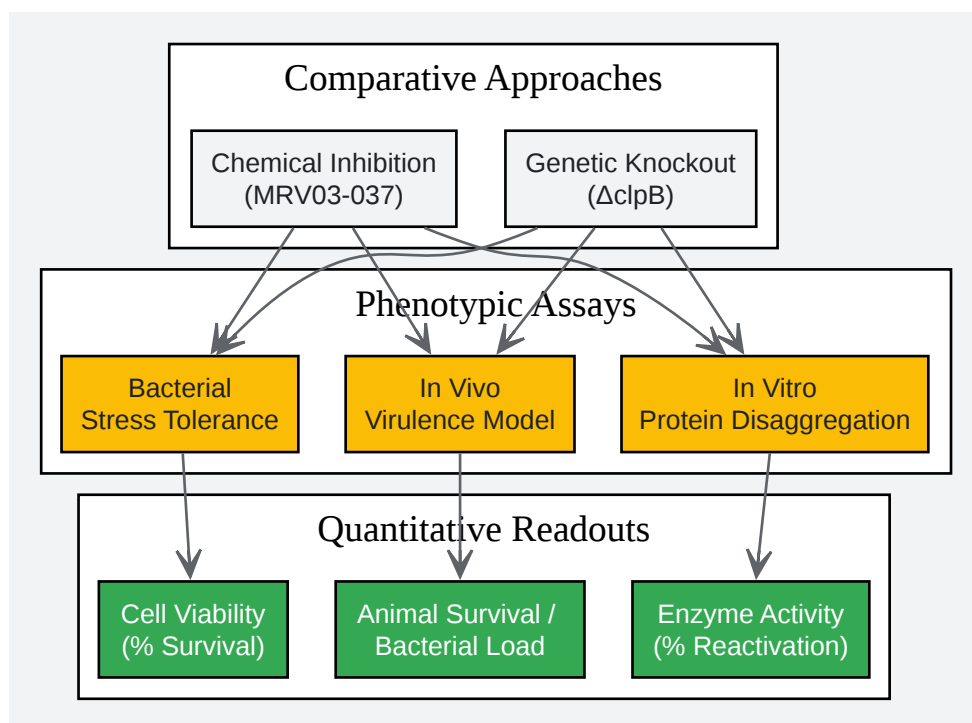 Comparative Approaches
Chemical Inhibition
(MRV03-037)
Genetic Knockout
(ΔclpB)
Phenotypic Assays
Bacterial
Stress Tolerance
In Vivo
Virulence Model
In Vitro
Protein Disaggregation
Quantitative Readouts
Cell Viability
(% Survival)
Animal Survival /
Bacterial Load
Enzyme Activity
(% Reactivation)